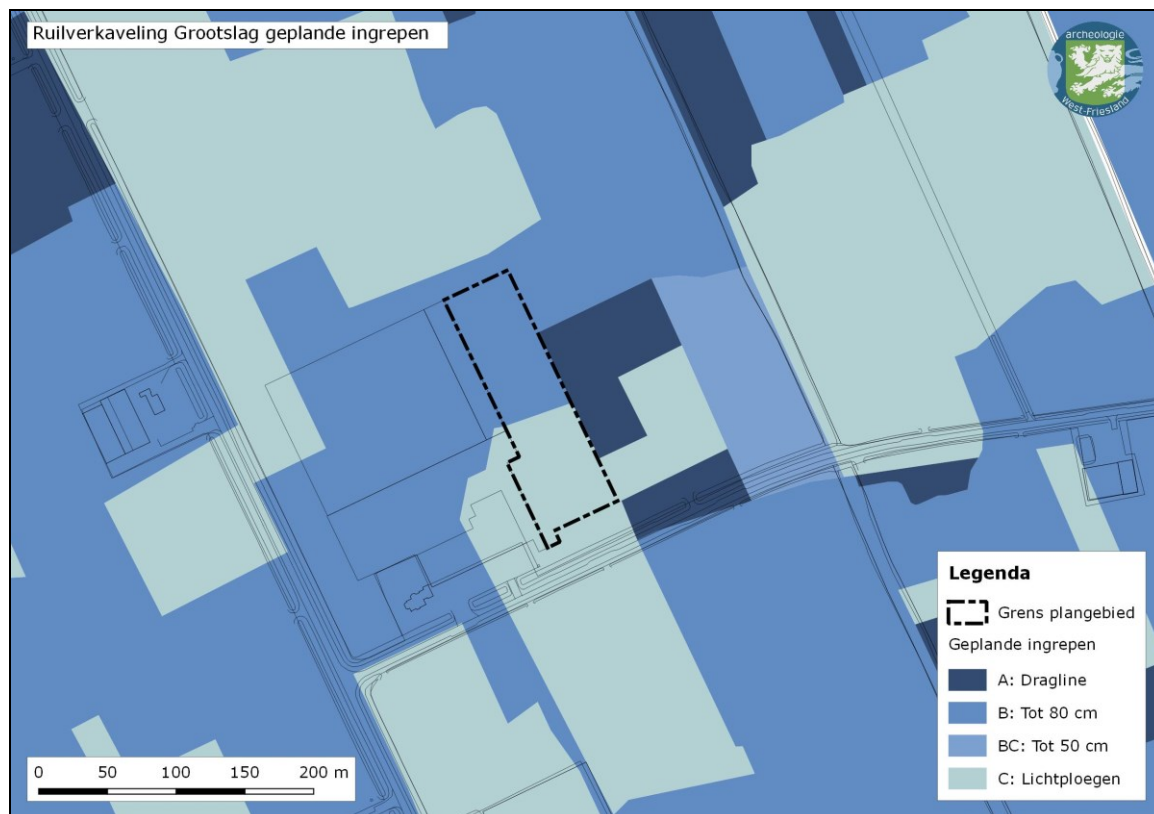 Ruilverkaveling Grootslag geplande ingrepen
archeologie
West-Friesland
Legenda
Grens plangebied
Geplande ingrepen
A: Dragline
B: Tot 80 cm
BC: Tot 50 cm
C: Lichtploegen
0 50 100 150 200 m